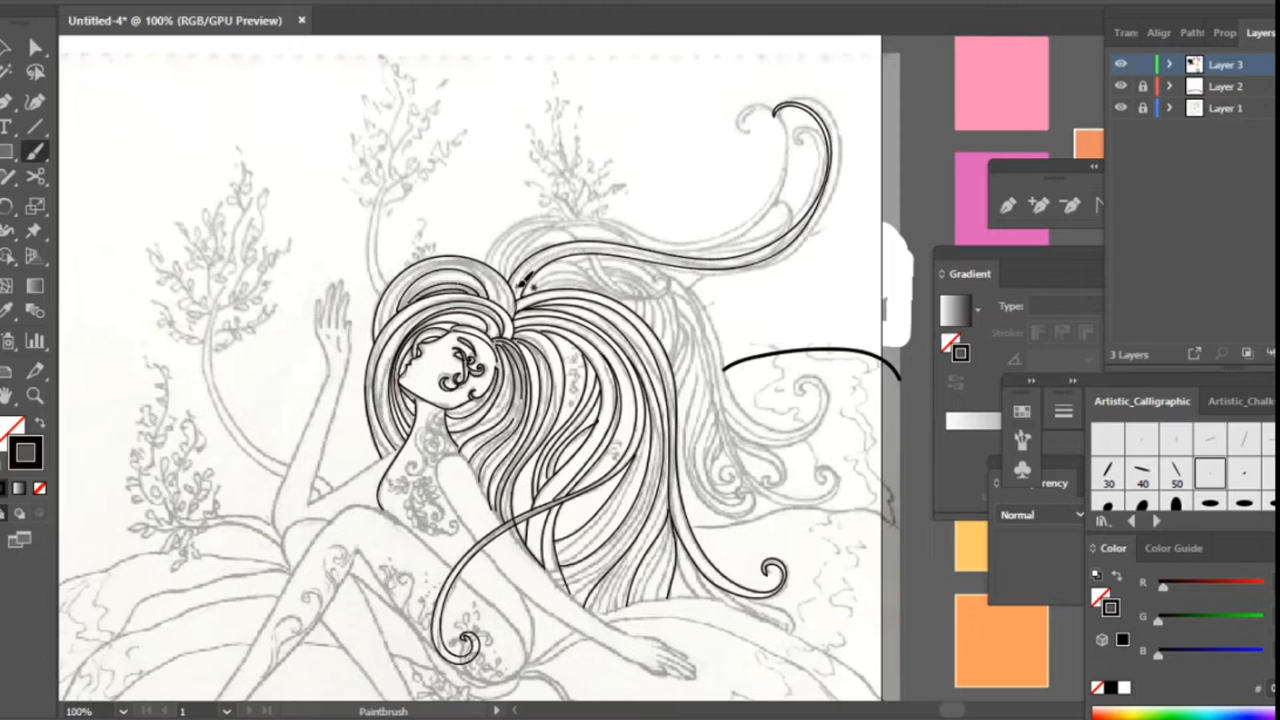 Untitled-4* @ 100% (RGB/GPU Preview) ×
Tran: Align Path Prop Layers
Layer 3
Layer 2
Layer 1
Gradient
Type:
Stroke:
3 Layers
Artistic_Calligraphic Artistic_Chalk
30 40 50
rency
Normal
Color Color Guide
R
G
B
#
100% 1 Paintbrush